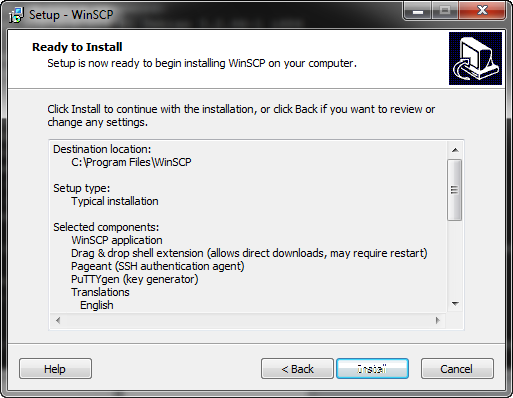 Setup - WinSCP
Ready to Install
Setup is now ready to begin installing WinSCP on your computer.
Click Install to continue with the installation, or click Back if you want to review or
change any settings.
Destination location:
C:\Program Files\WinSCP
Setup type:
Typical installation
Selected components:
WinSCP application
Drag & drop shell extension (allows direct downloads, may require restart)
Pageant (SSH authentication agent)
PuTTYgen (key generator)
Translations
English
Help
< Back
Install
Cancel